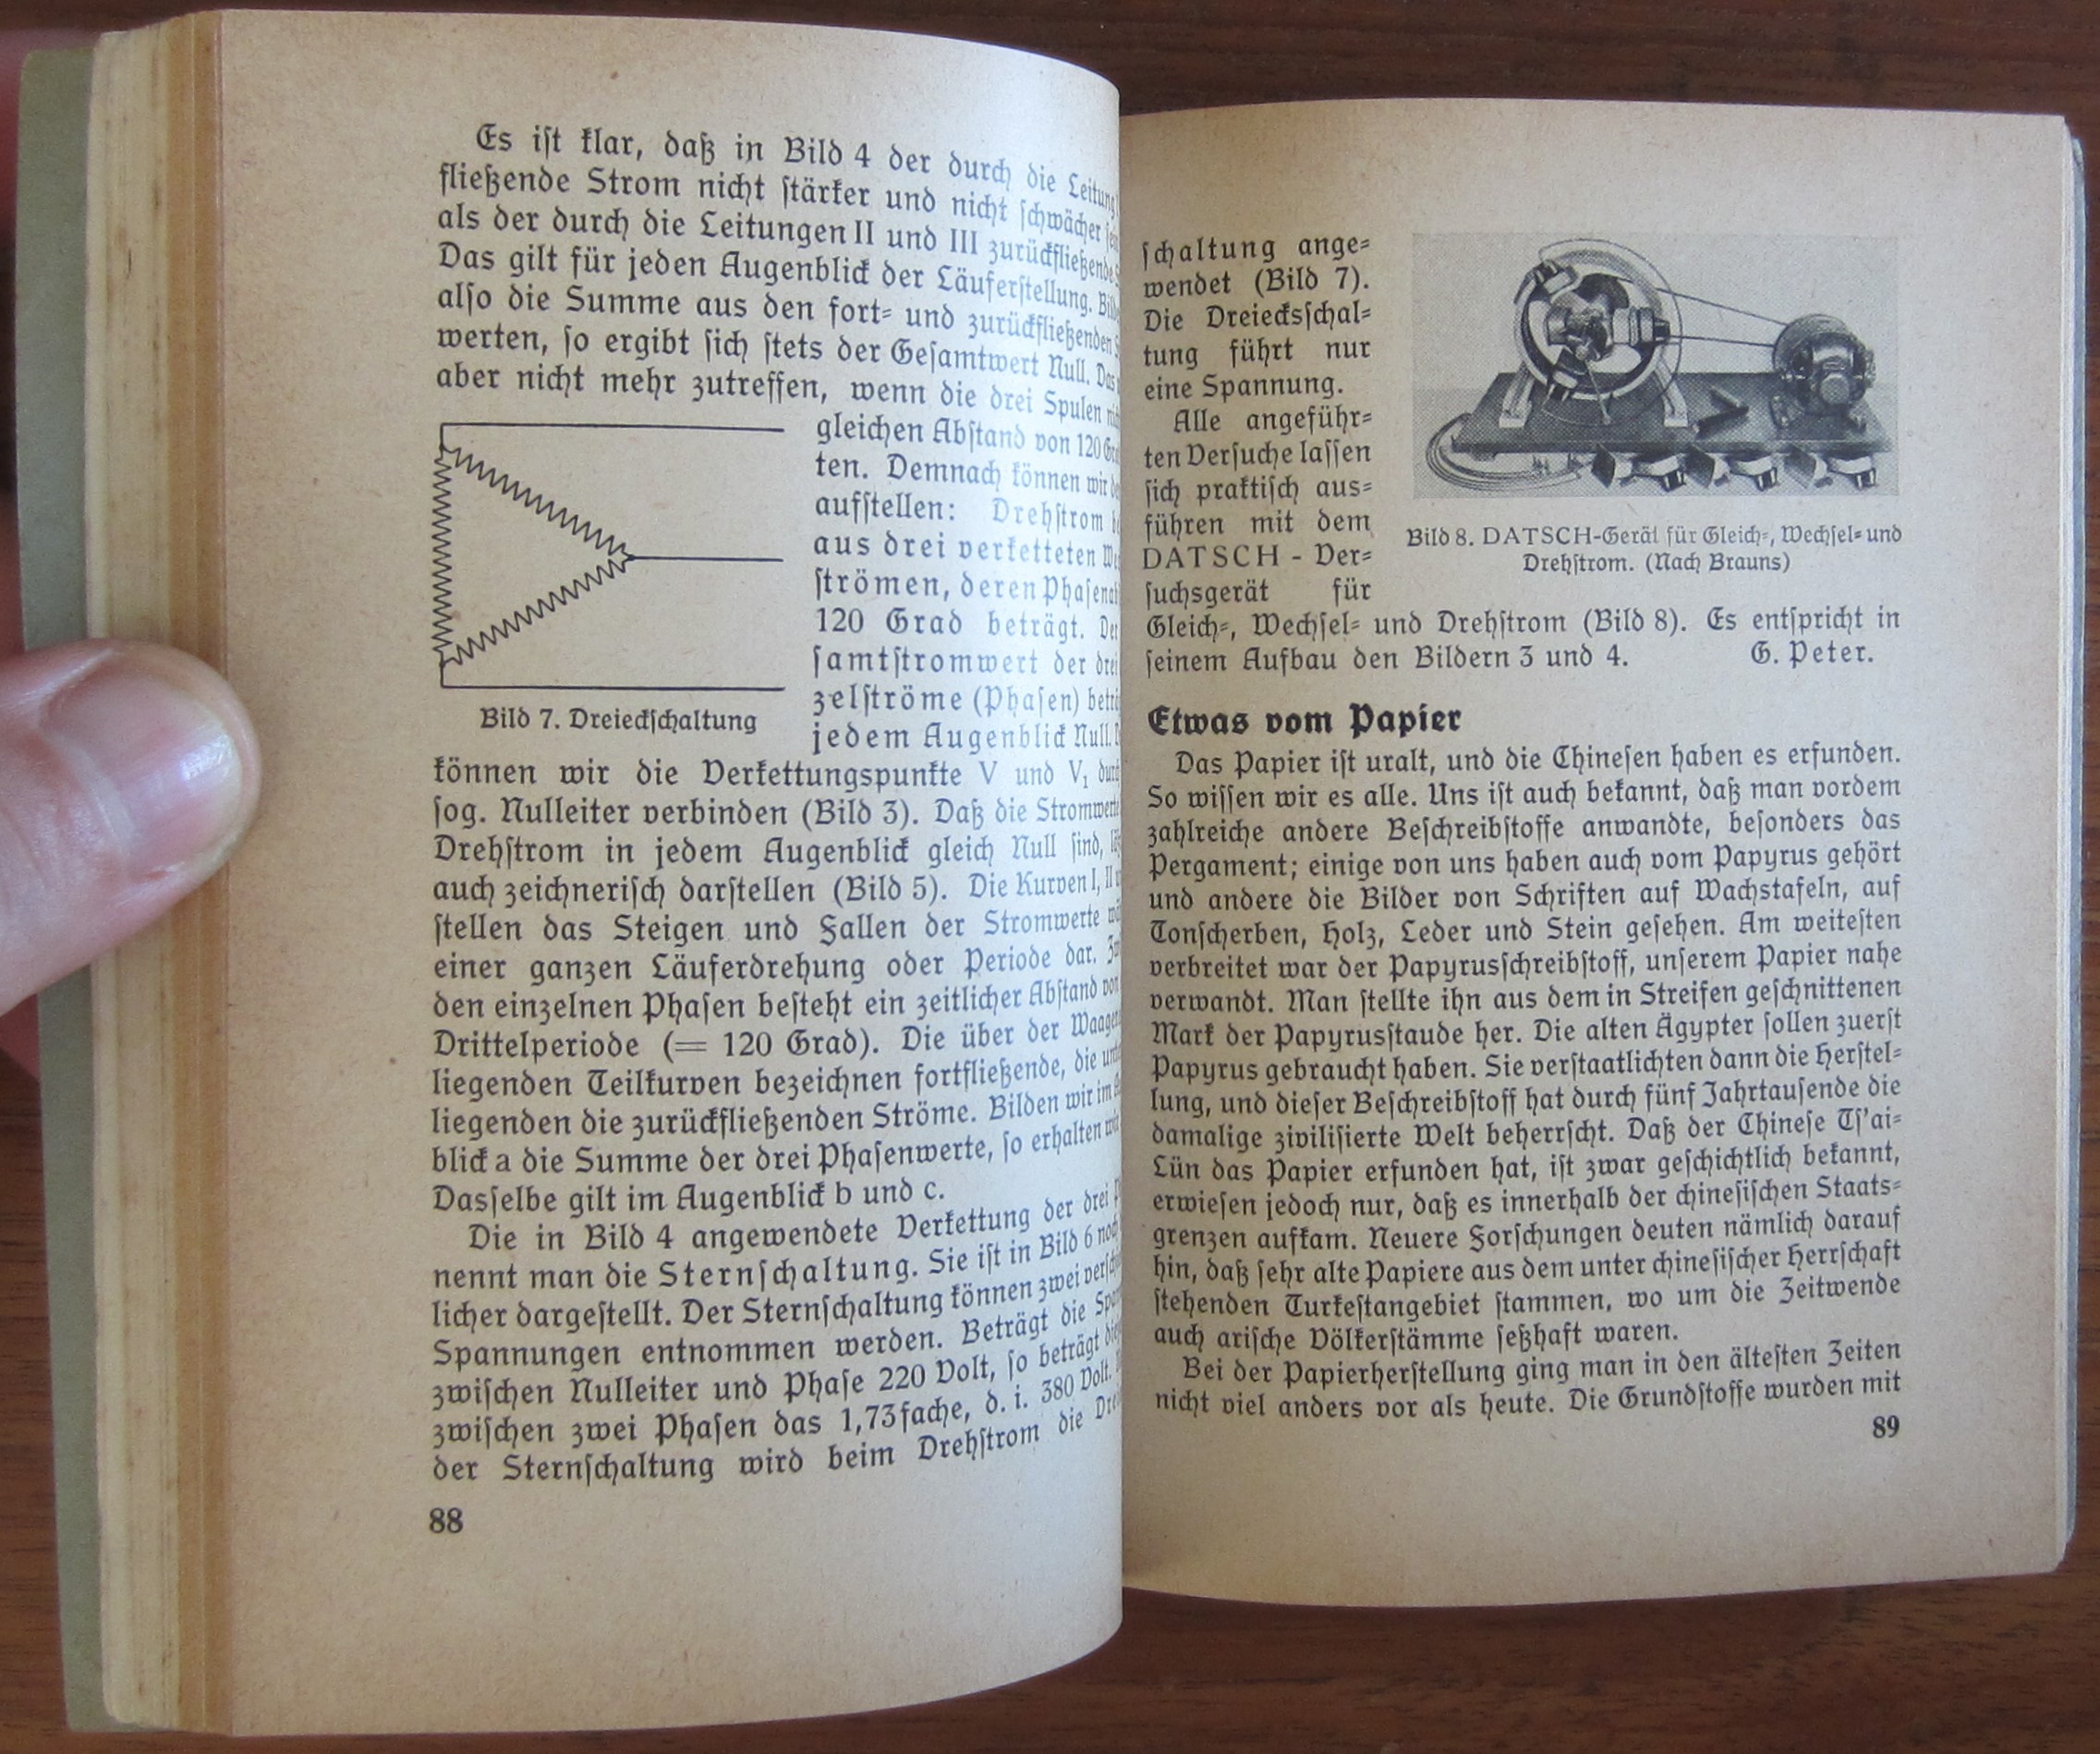 Es iſt klar, daß in Bild 4 der durch die Leitung
fließende Strom nicht ſtärker und nicht ſchwächer
als der durch die Leitungen II und III zurückfließende
Das gilt für jeden Augenblick der Läuferſtellung.
alſo die Summe aus den fort- und zurückfließenden
werten, ſo ergibt ſich ſtets der Geſamtwert Null. Das
aber nicht mehr zutreffen, wenn die drei Spulen
gleichen Abſtand von 120
ten. Demnach können wir
aufſtellen: Drehſtrom
aus drei verketteten
ſtrömen, deren
120 Grad beträgt.
ſamtſtromwert der
zelſtröme (Phaſen)
jedem Augenblick Null.
Bild 7. Dreieckſchaltung
können wir die Verkettungspunkte V und V₁
ſog. Nulleiter verbinden (Bild 3). Daß die
Drehſtrom in jedem Augenblick gleich Null ſind,
auch zeichneriſch darſtellen (Bild 5). Die Kurven I, II
ſtellen das Steigen und Fallen der Stromwerte
einer ganzen Läuferdrehung oder Periode dar.
den einzelnen Phaſen beſteht ein zeitlicher Abſtand von
Drittelperiode (= 120 Grad). Die über der
liegenden Teilkurven bezeichnen fortfließende, die
liegenden die zurückfließenden Ströme. Bilden wir im
blick a die Summe der drei Phaſenwerte, ſo erhalten
Dasſelbe gilt im Augenblick b und c.
Die in Bild 4 angewendete Verkettung der drei
nennt man die Sternſchaltung. Sie iſt in Bild 6
licher dargeſtellt. Der Sternſchaltung können zwei
Spannungen entnommen werden. Beträgt die
zwiſchen Nulleiter und Phaſe 220 Volt, ſo beträgt
zwiſchen zwei Phaſen das 1,73fache, d. i. 380 Volt.
der Sternſchaltung wird beim Drehſtrom die
88
ſchaltung ange-
wendet (Bild 7).
Die Dreiecksſchal-
tung führt nur
eine Spannung.
Alle angeführ-
ten Verſuche laſſen
ſich praktiſch aus-
führen mit dem
DATSCH - Ver-
ſuchsgerät für
Bild 8. DATSCH-Gerät für Gleich-, Wechſel- und
Drehſtrom. (Nach Brauns)
Gleich-, Wechſel- und Drehſtrom (Bild 8). Es entſpricht in
ſeinem Aufbau den Bildern 3 und 4. G. Peter.
Etwas vom Papier
Das Papier iſt uralt, und die Chineſen haben es erfunden.
So wiſſen wir es alle. Uns iſt auch bekannt, daß man vordem
zahlreiche andere Beſchreibſtoffe anwandte, beſonders das
Pergament; einige von uns haben auch vom Papyrus gehört
und andere die Bilder von Schriften auf Wachstafeln, auf
Tonſcherben, Holz, Leder und Stein geſehen. Am weiteſten
verbreitet war der Papyrusſchreibſtoff, unſerem Papier nahe
verwandt. Man ſtellte ihn aus dem in Streifen geſchnittenen
Mark der Papyrusſtaude her. Die alten Ägypter ſollen zuerſt
Papyrus gebraucht haben. Sie verſtaatlichten dann die Herſtel-
lung, und dieſer Beſchreibſtoff hat durch fünf Jahrtauſende die
damalige ziviliſierte Welt beherrſcht. Daß der Chineſe Tſ'ai-
Lün das Papier erfunden hat, iſt zwar geſchichtlich bekannt,
erwieſen jedoch nur, daß es innerhalb der chineſiſchen Staats-
grenzen aufkam. Neuere Forſchungen deuten nämlich darauf
hin, daß ſehr alte Papiere aus dem unter chineſiſcher Herrſchaft
ſtehenden Turkeſtangebiet ſtammen, wo um die Zeitwende
auch ariſche Völkerſtämme ſeßhaft waren.
Bei der Papierherſtellung ging man in den älteſten Zeiten
nicht viel anders vor als heute. Die Grundſtoffe wurden mit
89